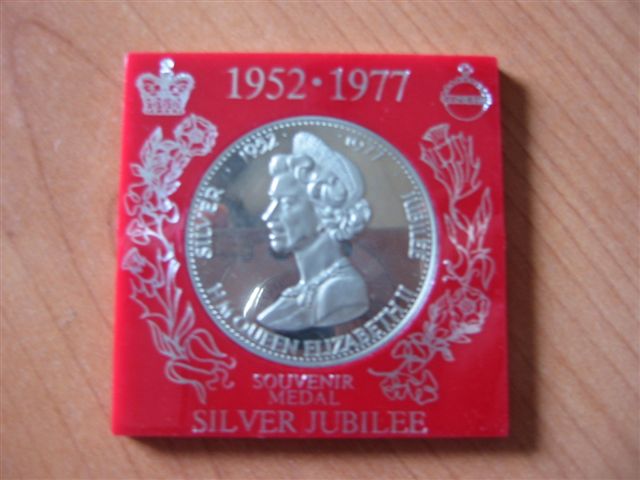 1952 · 1977
SILVER 1952 1977 JUBILEE
H.M. QUEEN ELIZABETH II
SOUVENIR
MEDAL
SILVER JUBILEE